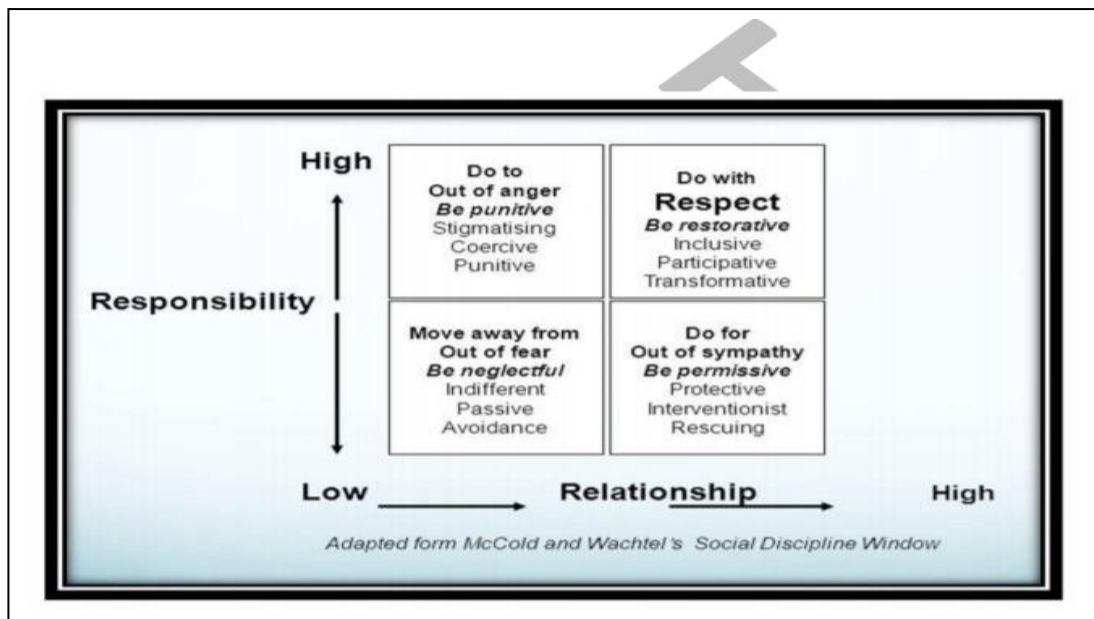 High
Do to
Out of anger
Be punitive
Stigmatising
Coercive
Punitive
Do with
Respect
Be restorative
Inclusive
Participative
Transformative
Responsibility
Move away from
Out of fear
Be neglectful
Indifferent
Passive
Avoidance
Do for
Out of sympathy
Be permissive
Protective
Interventionist
Rescuing
Low
Relationship
High
Adapted form McCold and Wachtel's Social Discipline Window